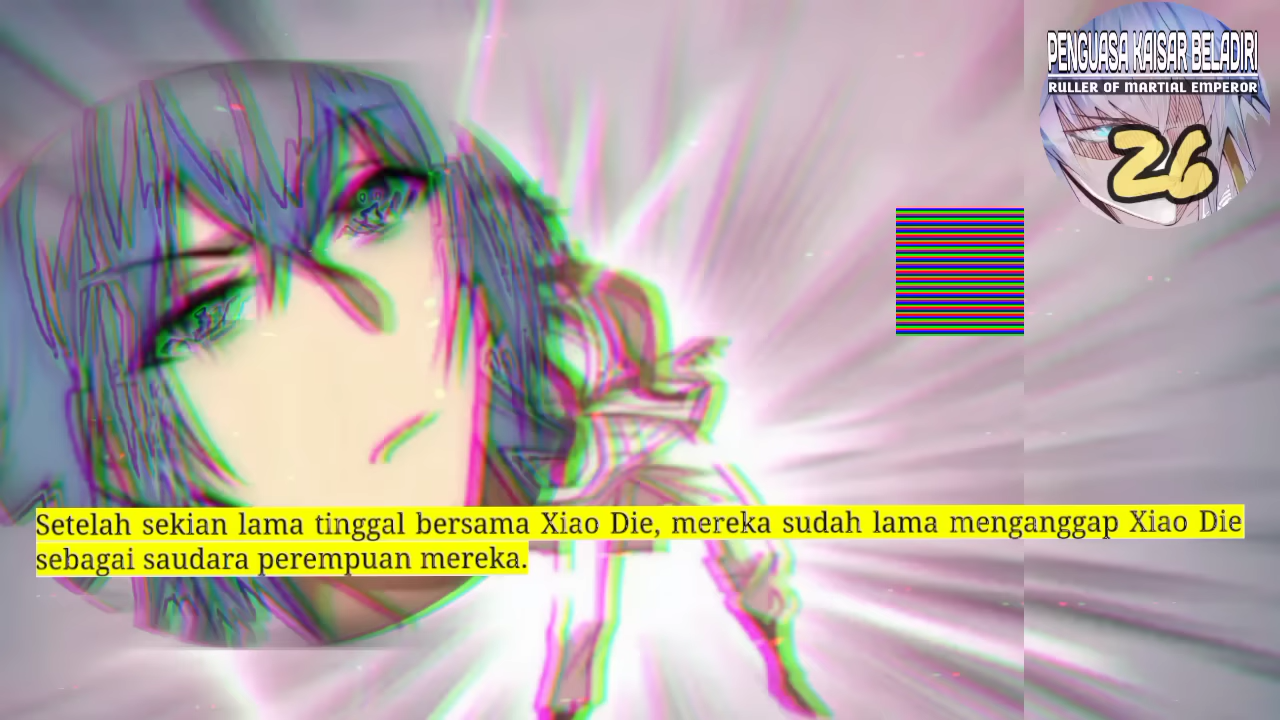 PENGUASA KAISAR BELADIRI
RULLER OF MARTIAL EMPEROR
26
Setelah sekian lama tinggal bersama Xiao Die, mereka sudah lama menganggap Xiao Die
sebagai saudara perempuan mereka.